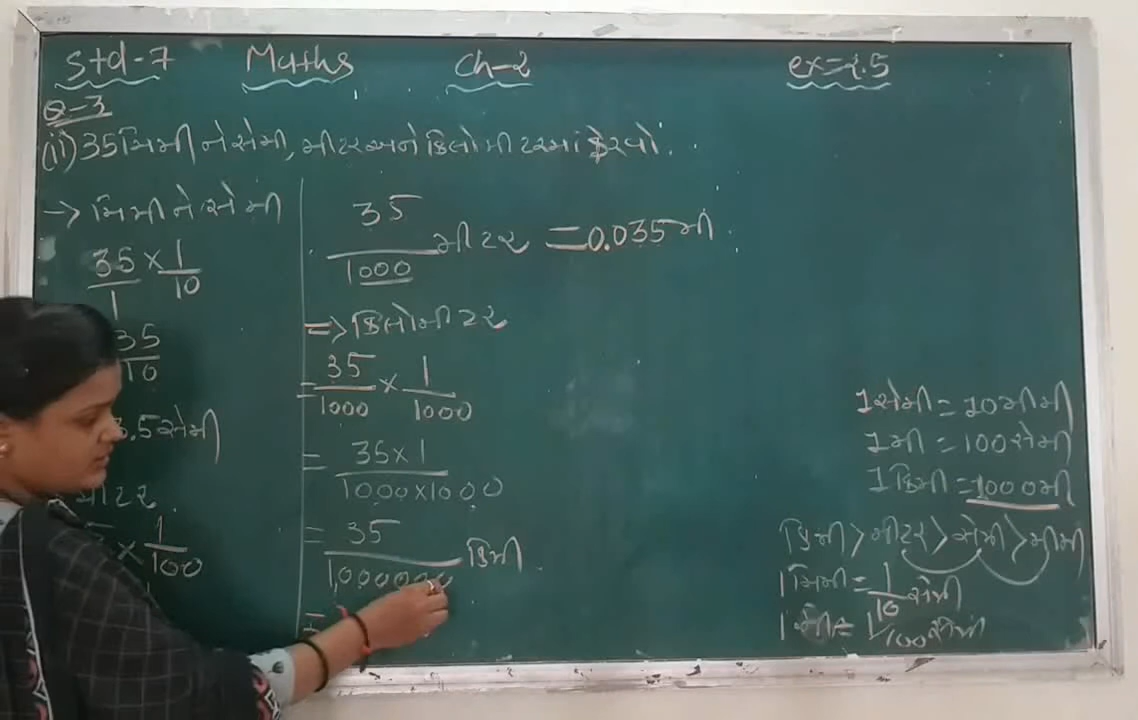 Std-7 Maths Ch-2 ex=2.5
Q-3
(ii) 35 મિમી ને સેમી, મીટર અને કિલોમીટરમાં ફેરવો.
→ મિમી ને સેમી
35/1 × 1/10
35/10
3.5 સેમી
મીટર
× 1/100
35/1000 મીટર = 0.035 મી
=> કિલોમીટર
= 35/1000 × 1/1000
= 35×1/1000×1000
= 35/1000000 કિમી
=
1 સેમી = 10 મીમી
1 મી = 100 સેમી
1 કિમી = 1000 મી
કિમી > મીટર > સેમી > મીમી
1 મિમી = 1/10 સેમી
1/100 સેમી